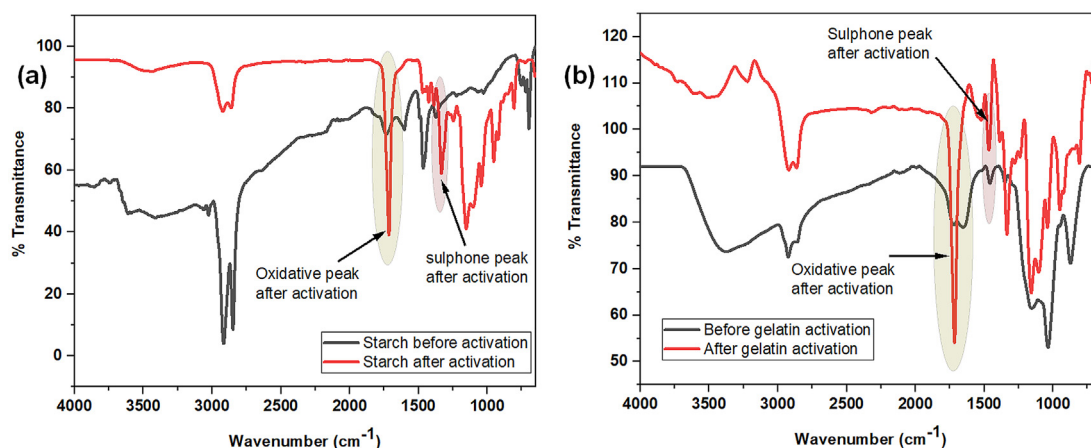 (a)
% Transmittance
100
80
60
40
20
0
Oxidative peak
after activation
sulphone peak
after activation
Starch before activation
Starch after activation
4000 3000 2500 2000 1500 1000
Wavenumber (cm⁻¹)
(b)
% Transmittance
120
110
100
90
80
70
60
50
Sulphone peak
after activation
Oxidative peak
after activation
Before gelatin activation
After gelatin activation
4000 3000 2500 2000 1500 1000
Wavenumber (cm⁻¹)